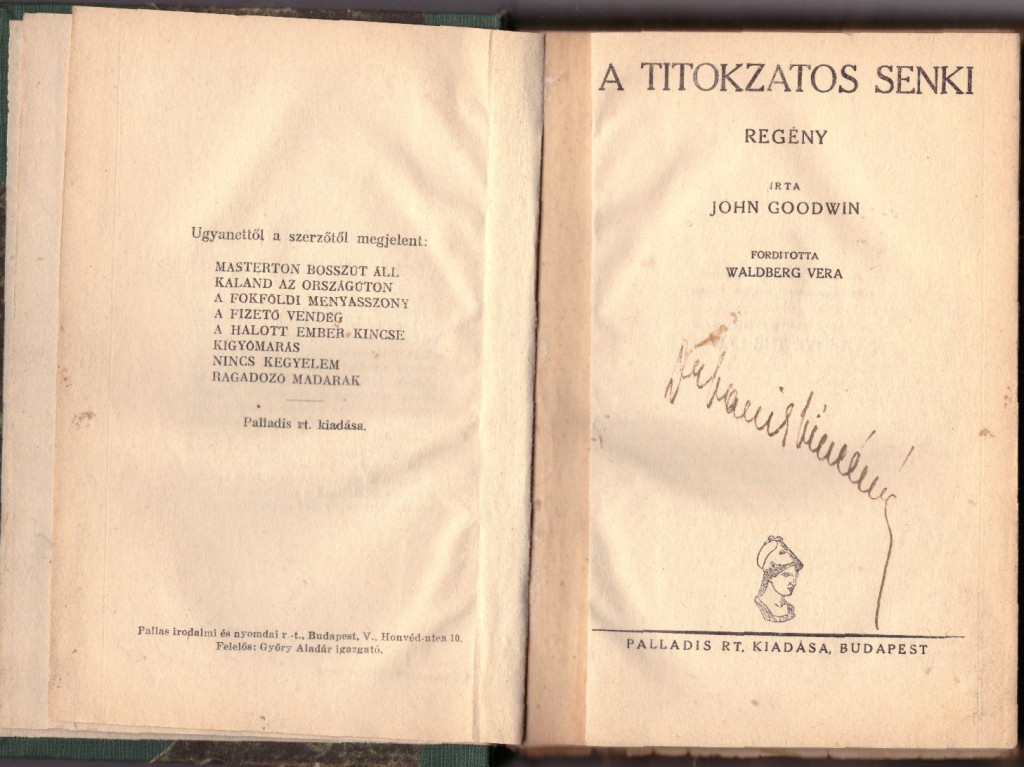 Ugyanettől a szerzőtől megjelent:
MASTERTON BOSSZÚT ÁLL
KALAND AZ ORSZÁGÚTON
A FOKFÖLDI MENYASSZONY
A FIZETŐ VENDÉG
A HALOTT EMBER KINCSE
KIGYÓMARÁS
NINCS KEGYELEM
RAGADOZÓ MADARAK
Palladis rt. kiadása.
Pallas irodalmi és nyomdai r.-t., Budapest, V., Honvéd-utca 10.
Felelős: Győry Aladár igazgató.
A TITOKZATOS SENKI
REGÉNY
IRTA
JOHN GOODWIN
FORDITOTTA
WALDBERG VERA
PALLADIS RT. KIADÁSA, BUDAPEST